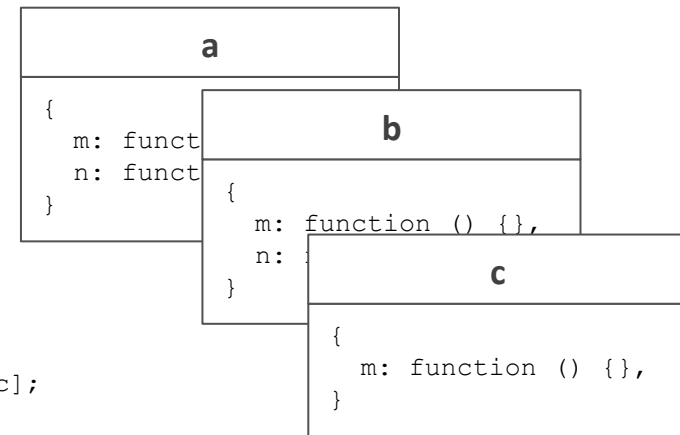 a
{
m: funct
n: funct
}
b
{
m: function () {},
n:
}
c
{
m: function () {},
}
c];